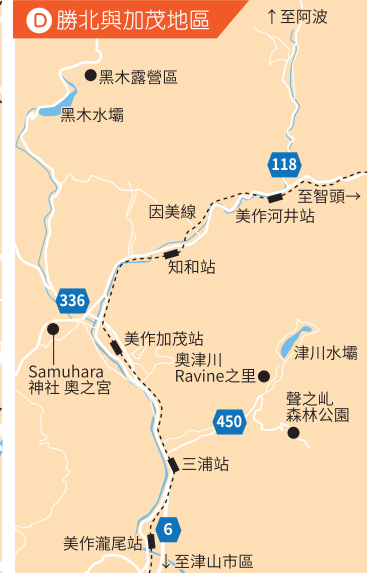 D 勝北與加茂地區
↑至阿波
黑木露營區
黑木水壩
118
至智頭→
因美線
美作河井站
知和站
336
美作加茂站
津川水壩
奧津川
Ravine之里
Samuhara
神社 奧之宮
聲之乢
森林公園
450
三浦站
6
美作瀧尾站
↓至津山市區